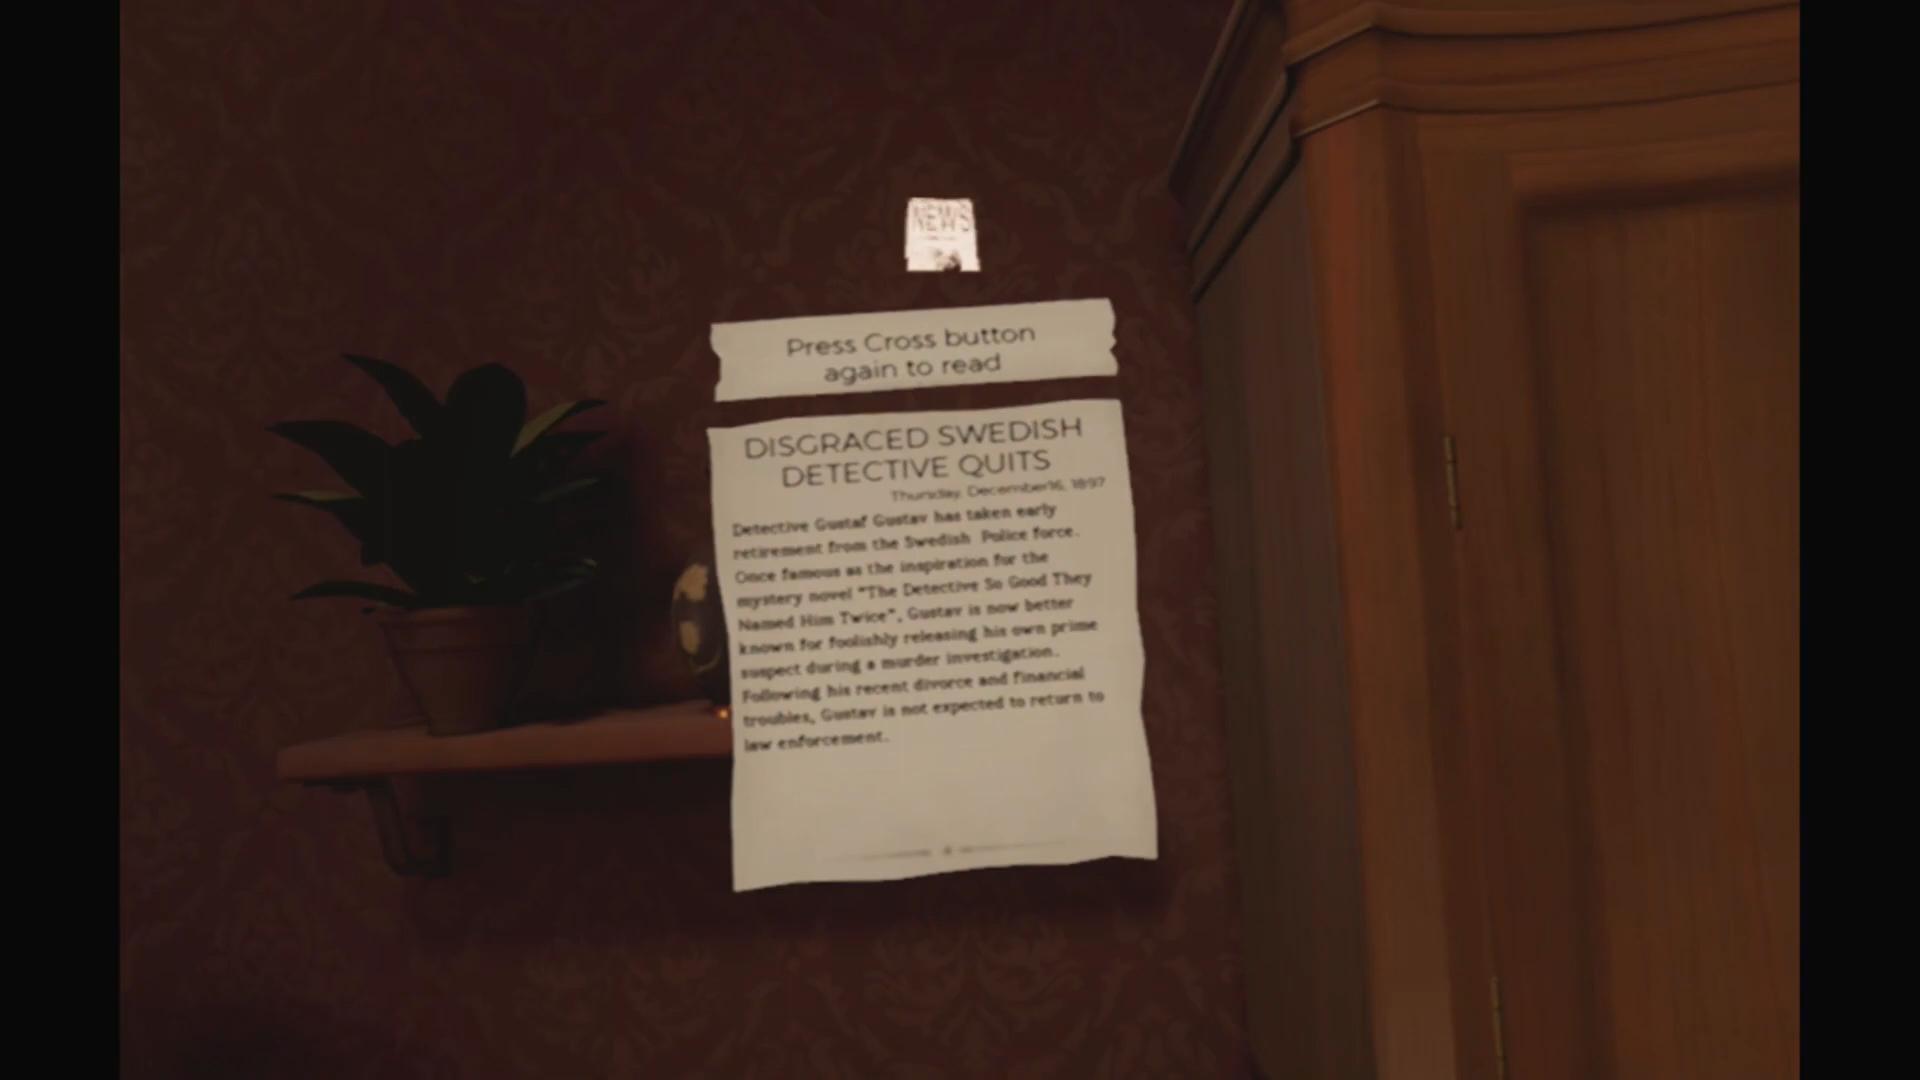 NEWS
Press Cross button
again to read
DISGRACED SWEDISH
DETECTIVE QUITS
Thursday, December16, 1897
Detective Gustaf Gustav has taken early
retirement from the Swedish  Police force.
Once famous as the inspiration for the
mystery novel "The Detective So Good They
Named Him Twice", Gustav is now better
known for foolishly releasing his own prime
suspect during a murder investigation.
Following his recent divorce and financial
troubles, Gustav is not expected to return to
law enforcement.